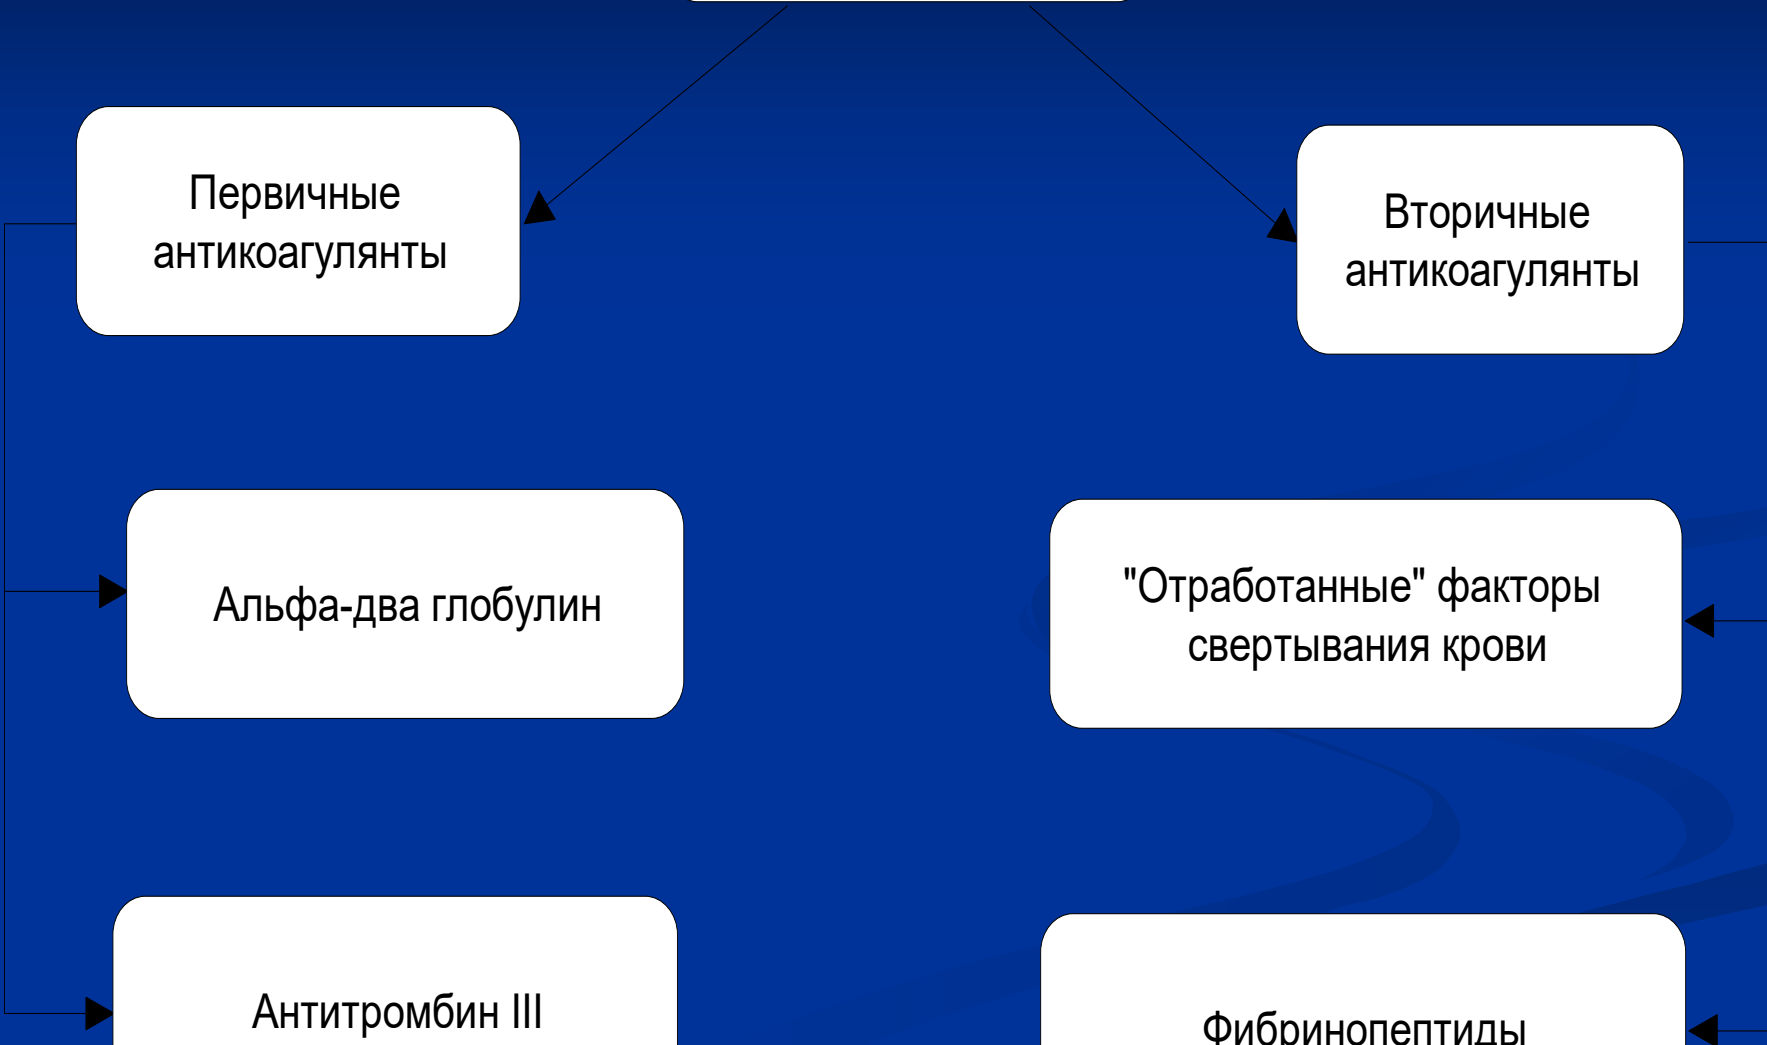 Первичные
антикоагулянты
Вторичные
антикоагулянты
Альфа-два глобулин
"Отработанные" факторы
свертывания крови
Антитромбин III
Фибринопептиды